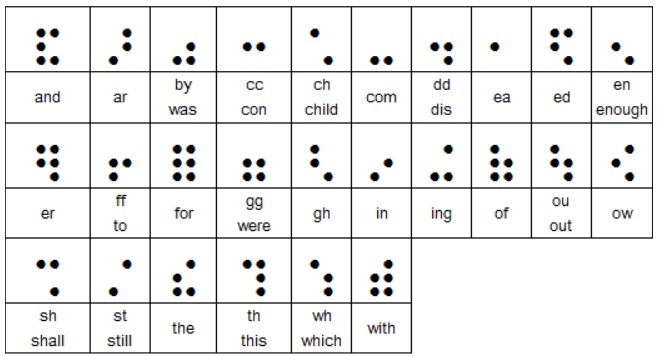 ⠯ ⠜ ⠴ ⠒ ⠡ ⠤ ⠲ ⠂ ⠫ ⠢
and ar by cc ch com dd ea ed en
was con child dis enough
⠻ ⠖ ⠿ ⠶ ⠣ ⠔ ⠬ ⠷ ⠳ ⠪
er ff for gg gh in ing of ou ow
to were out
⠩ ⠌ ⠮ ⠹ ⠱ ⠾
sh st the th wh with
shall still this which